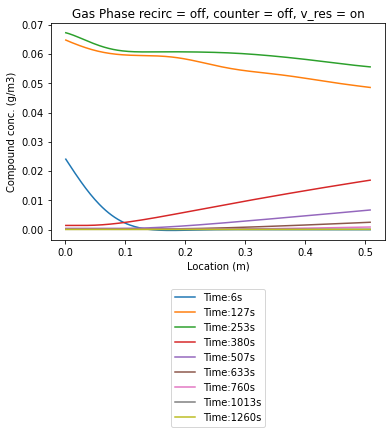 Gas Phase recirc = off, counter = off, v_res = on
Compound conc. (g/m3)
0.07
0.06
0.05
0.04
0.03
0.02
0.01
0.00
0.0 0.1 0.2 0.3 0.4 0.5
Location (m)
Time:6s
Time:127s
Time:253s
Time:380s
Time:507s
Time:633s
Time:760s
Time:1013s
Time:1260s